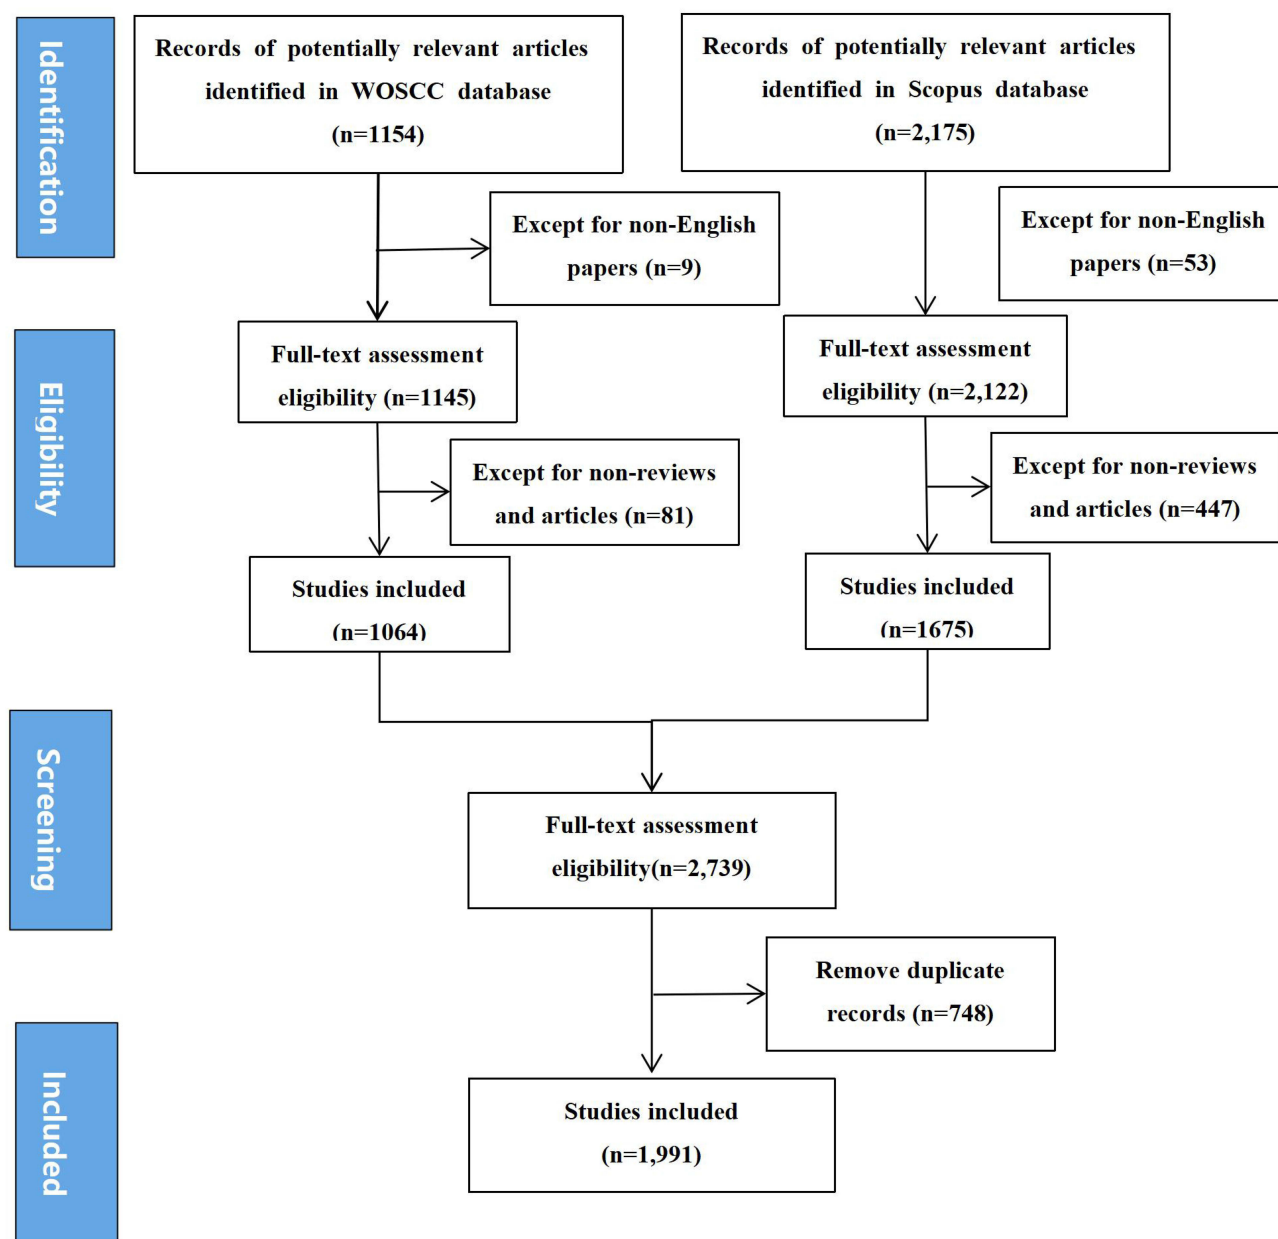 Identification
Records of potentially relevant articles
identified in WOSCC database
(n=1154)
Records of potentially relevant articles
identified in Scopus database
(n=2,175)
Except for non-English
papers (n=9)
Except for non-English
papers (n=53)
Eligibility
Full-text assessment
eligibility (n=1145)
Full-text assessment
eligibility (n=2,122)
Except for non-reviews
and articles (n=81)
Except for non-reviews
and articles (n=447)
Studies included
(n=1064)
Studies included
(n=1675)
Screening
Full-text assessment
eligibility(n=2,739)
Remove duplicate
records (n=748)
Included
Studies included
(n=1,991)